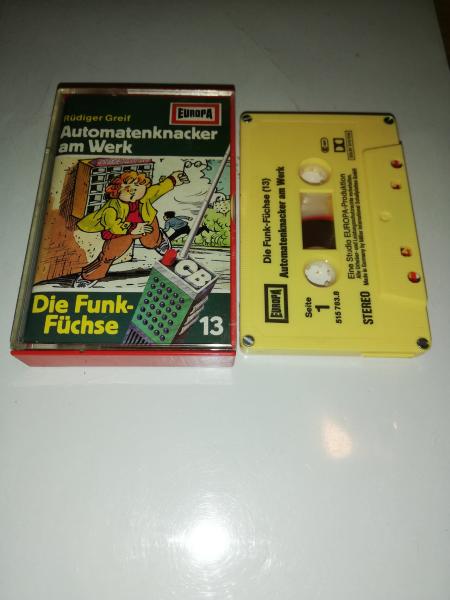 Rüdiger Greif
EUROPA
Automatenknacker
am Werk
CB
Die Funk-
Füchse
13
Die Funk-Füchse (13)
Automatenknacker am Werk
EUROPA
Seite
1
515 783.8
Eine Studio EUROPA-Produktion
STEREO